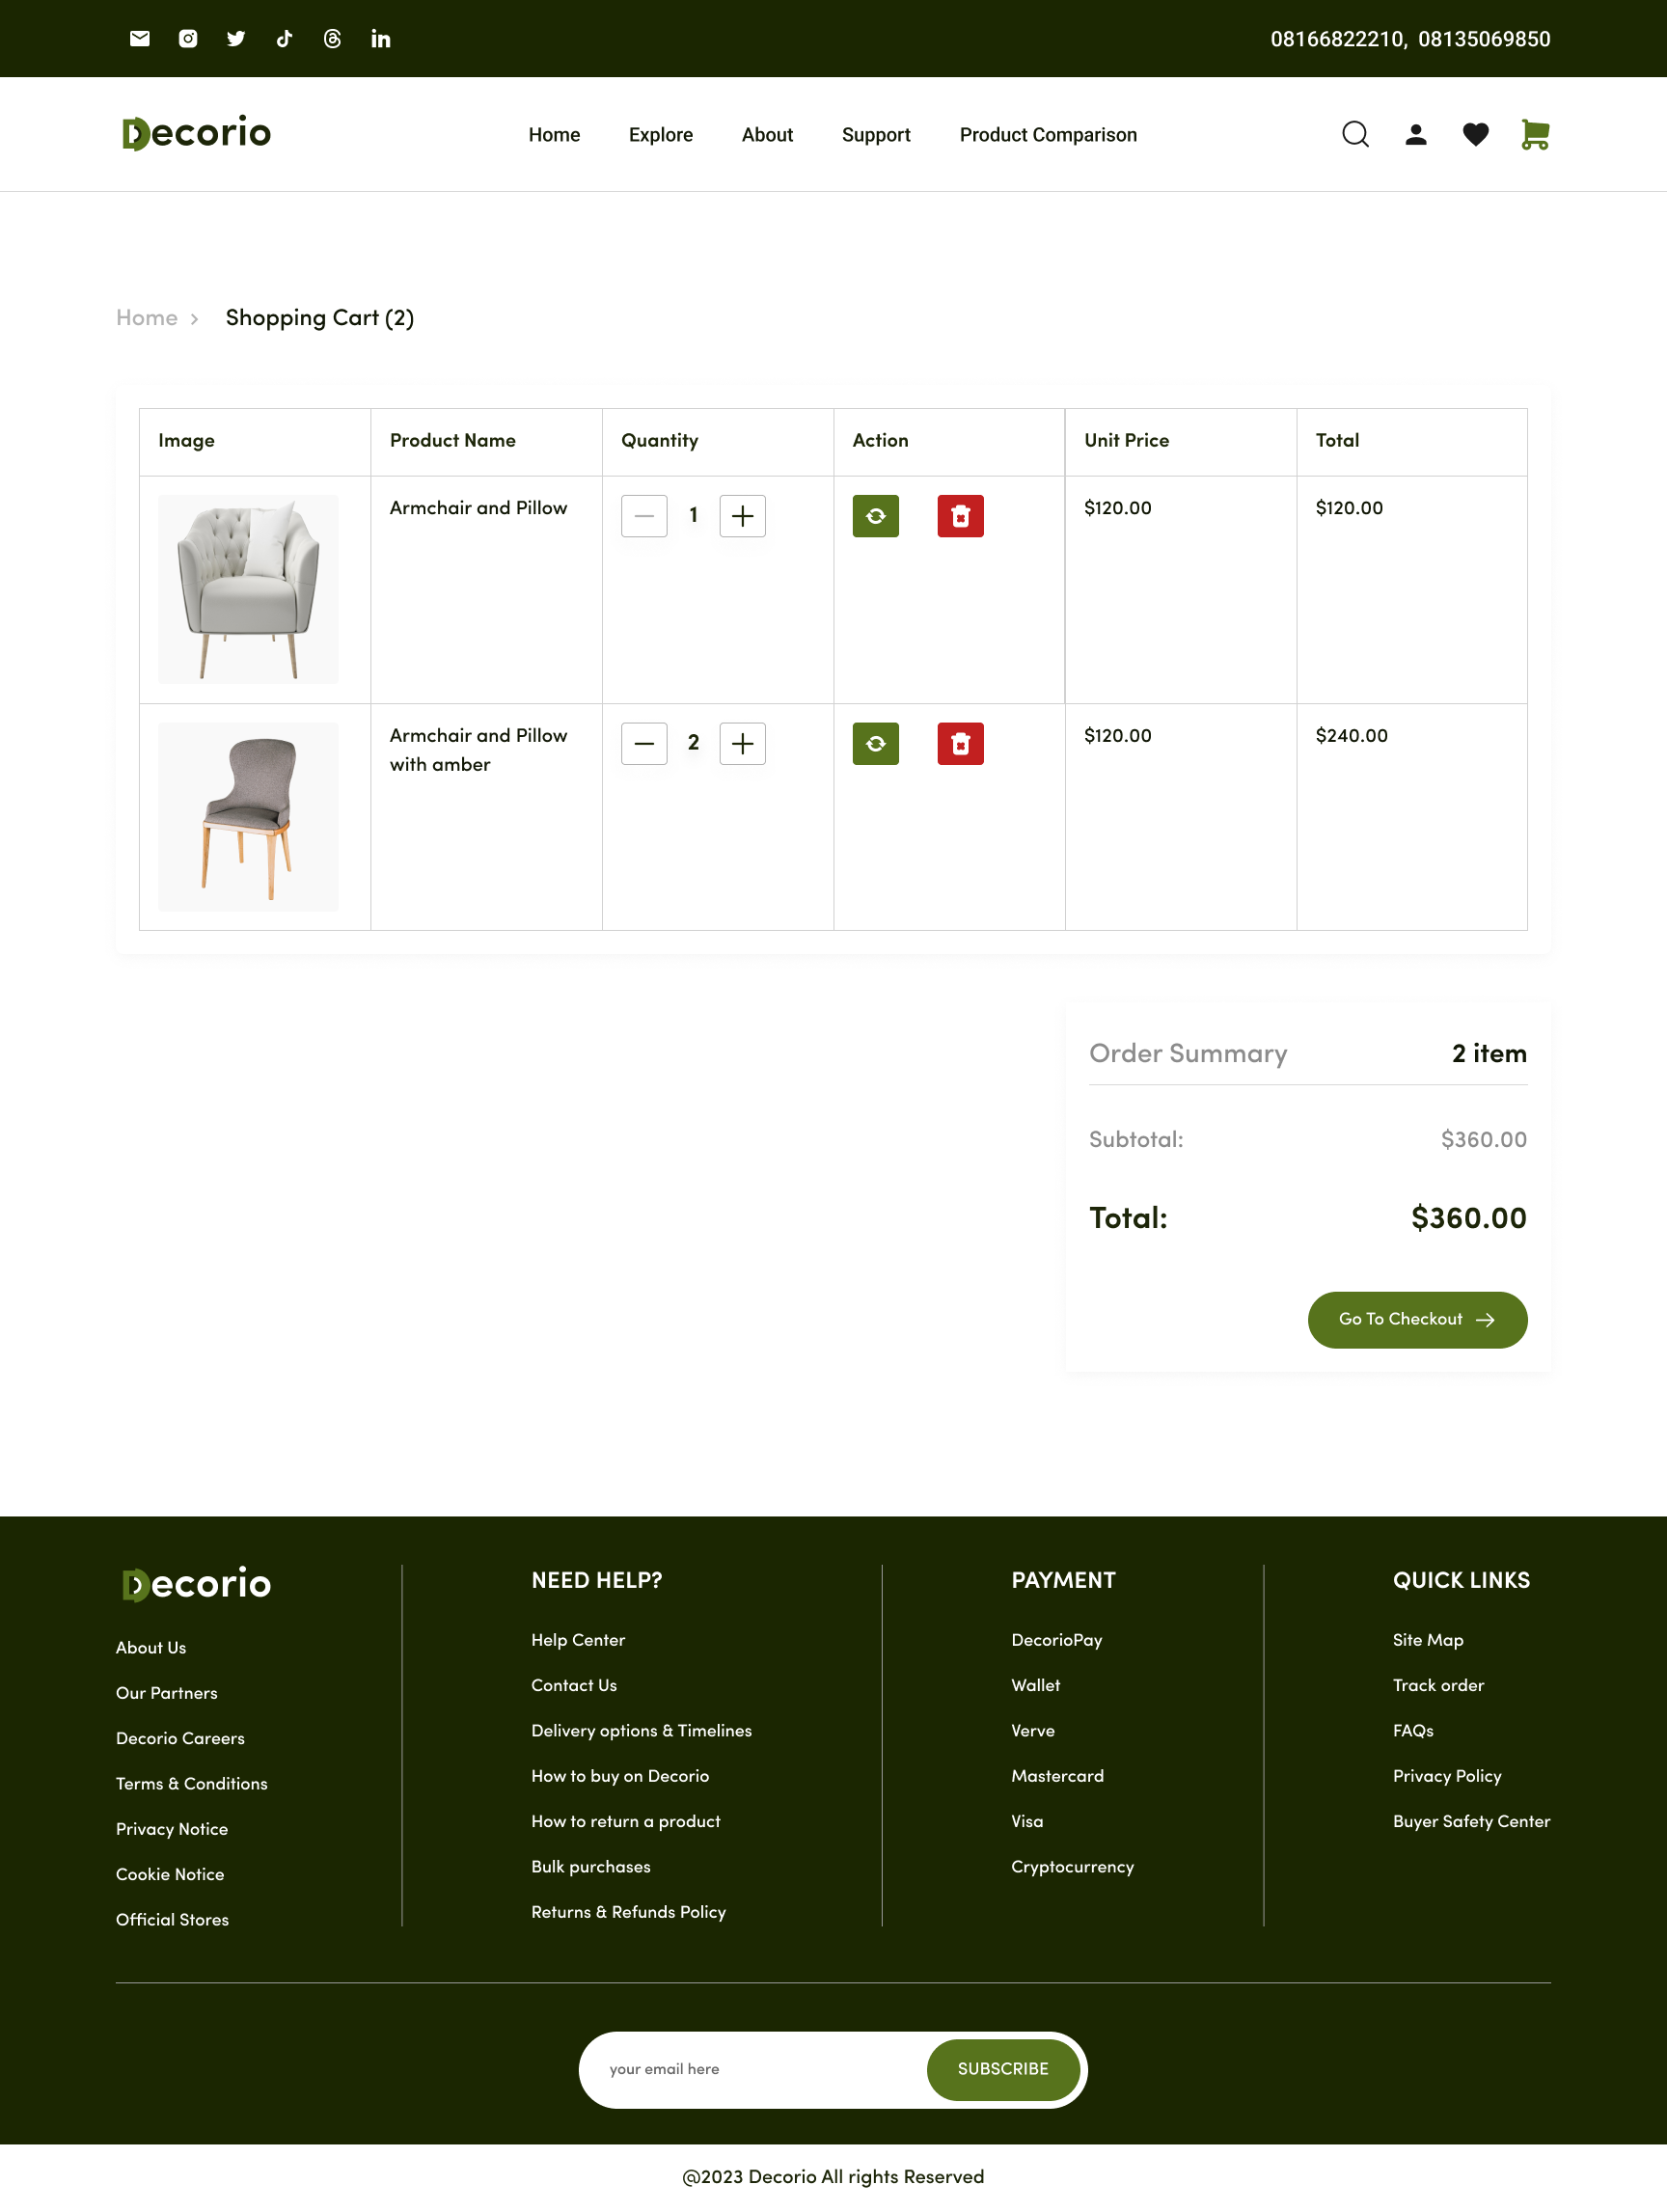 08166822210, 08135069850
Decorio
Home Explore About Support Product Comparison
Home > Shopping Cart (2)
Image Product Name Quantity Action Unit Price Total
Armchair and Pillow 1 $120.00 $120.00
Armchair and Pillow 2 $120.00 $240.00
with amber
Order Summary 2 item
Subtotal: $360.00
Total: $360.00
Go To Checkout
Decorio
About Us
Our Partners
Decorio Careers
Terms & Conditions
Privacy Notice
Cookie Notice
Official Stores
NEED HELP?
Help Center
Contact Us
Delivery options & Timelines
How to buy on Decorio
How to return a product
Bulk purchases
Returns & Refunds Policy
PAYMENT
DecorioPay
Wallet
Verve
Mastercard
Visa
Cryptocurrency
QUICK LINKS
Site Map
Track order
FAQs
Privacy Policy
Buyer Safety Center
your email here SUBSCRIBE
@2023 Decorio All rights Reserved